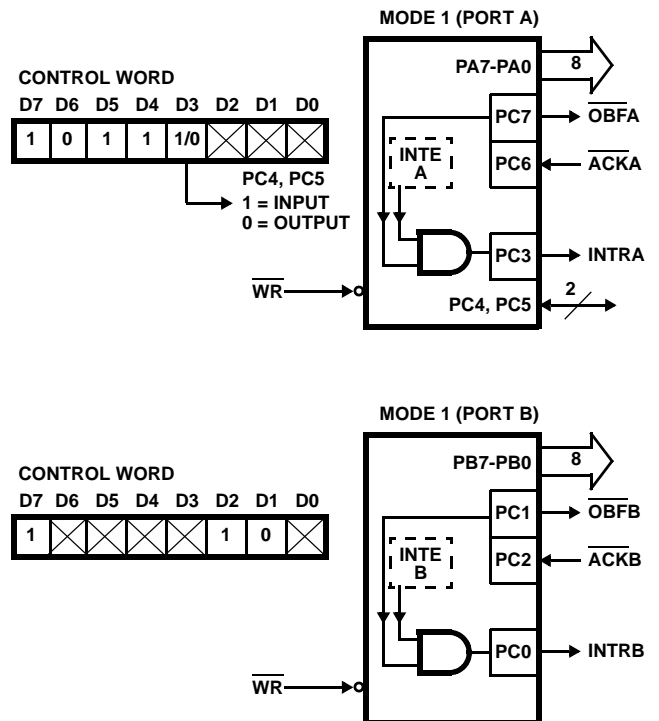 MODE 1 (PORT A)
CONTROL WORD
D7 D6 D5 D4 D3 D2 D1 D0
1 0 1 1 1/0
PC4, PC5
1 = INPUT
0 = OUTPUT
WR
PA7-PA0
8
PC7
OBFA
INTE
A
PC6
ACKA
PC3
INTRA
PC4, PC5
2
MODE 1 (PORT B)
CONTROL WORD
D7 D6 D5 D4 D3 D2 D1 D0
1 1 0
WR
PB7-PB0
8
PC1
OBFB
INTE
B
PC2
ACKB
PC0
INTRB